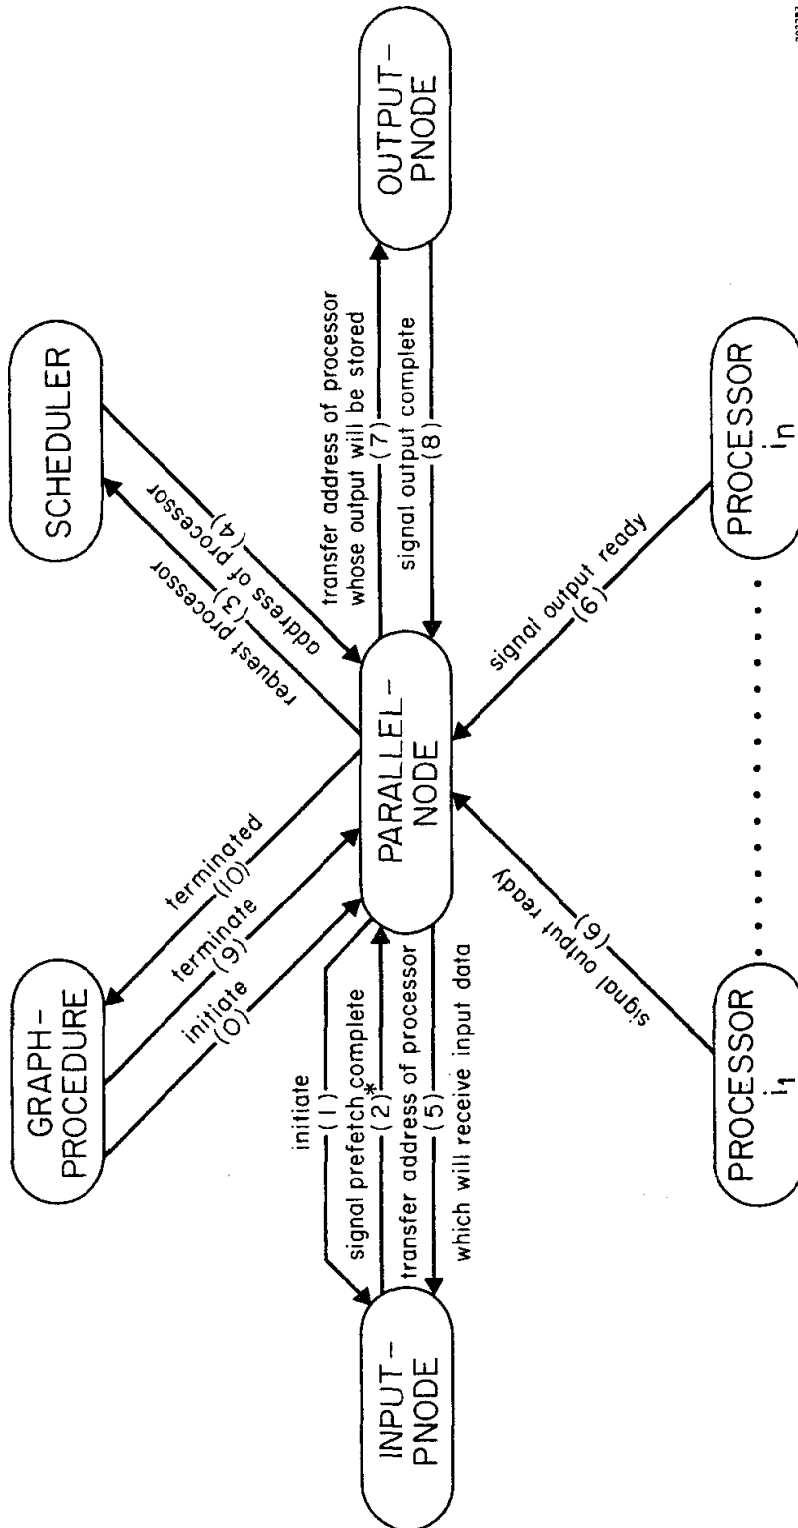 GRAPH-
PROCEDURE
SCHEDULER
terminated
(10)
terminate
(9)
initiate
(0)
request processor
(3)
address of processor
(4)
initiate
(1)
signal prefetch complete
(2)*
transfer address of processor
(5)
which will receive input data
INPUT-
PNODE
PARALLEL-
NODE
transfer address of processor
whose output will be stored
(7)
signal output complete
(8)
OUTPUT-
PNODE
signal output ready
(6)
signal output ready
(6)
PROCESSOR
i1
PROCESSOR
in